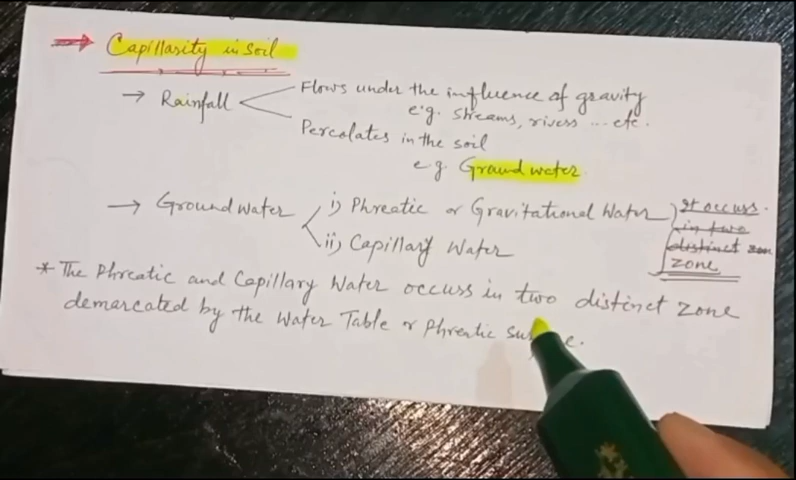 Capillarity in soil
→ Rainfall
Flows under the influence of gravity
e.g. streams, rivers ... etc.
Percolates in the soil
e.g. Ground water.
→ Ground water
i) Phreatic or Gravitational Water
ii) Capillary Water
It occurs
in two
distinct
zone
* The Phreatic and Capillary Water occurs in two distinct zone
demarcated by the Water Table or Phreatic